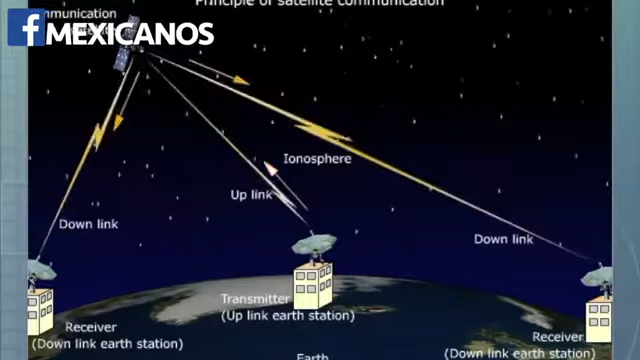 Principle of satellite communication
mmunication
f MEXICANOS
Ionosphere
Up link
Down link
Down link
Transmitter
(Up link earth station)
Receiver
(Down link earth station)
Receiver
(Down link earth station)
Earth